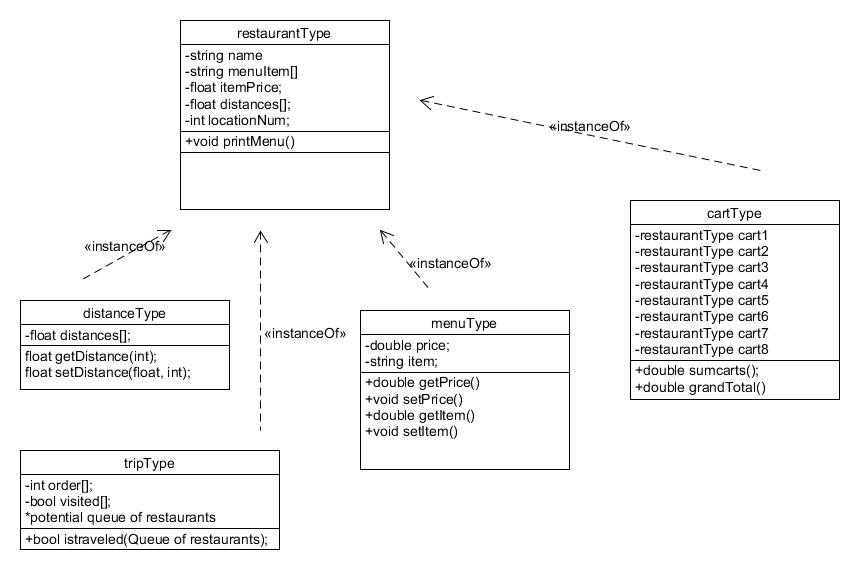 restaurantType
-string name
-string menuItem[]
-float itemPrice;
-float distances[];
-int locationNum;
+void printMenu()
«instanceOf»
cartType
-restaurantType cart1
-restaurantType cart2
-restaurantType cart3
-restaurantType cart4
-restaurantType cart5
-restaurantType cart6
-restaurantType cart7
-restaurantType cart8
+double sumcarts();
+double grandTotal()
«instanceOf»
«instanceOf»
«instanceOf»
distanceType
-float distances[];
float getDistance(int);
float setDistance(float, int);
menuType
-double price;
-string item;
+double getPrice()
+void setPrice()
+double getItem()
+void setItem()
tripType
-int order[];
-bool visited[];
*potential queue of restaurants
+bool istraveled(Queue of restaurants);